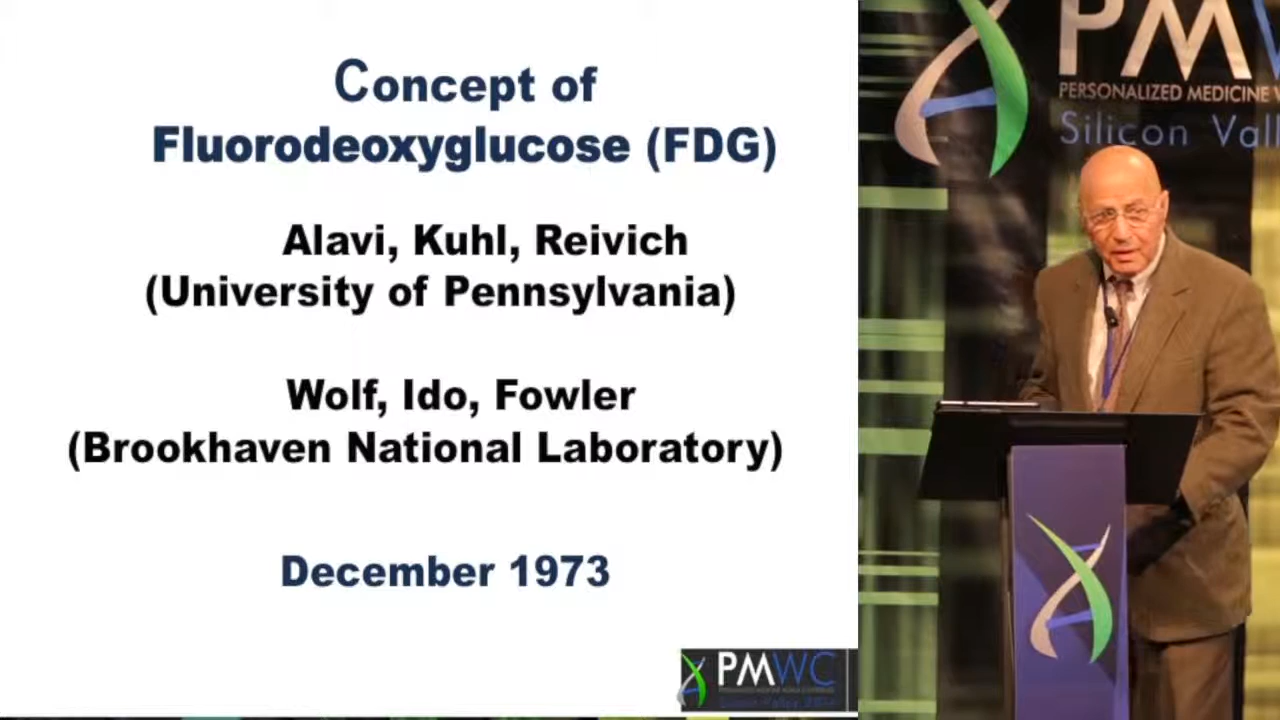 Concept of
Fluorodeoxyglucose (FDG)
Alavi, Kuhl, Reivich
(University of Pennsylvania)
Wolf, Ido, Fowler
(Brookhaven National Laboratory)
December 1973
PMWC
PMW
PERSONALIZED MEDICINE
Silicon Vall